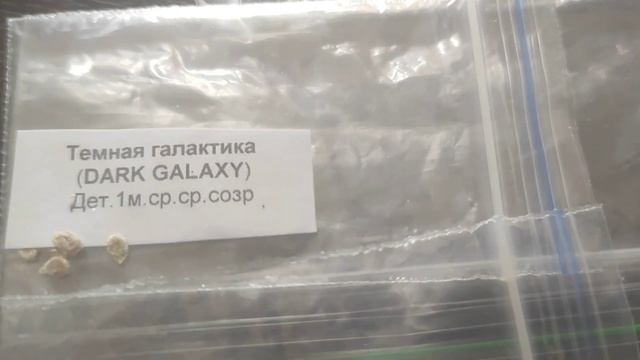 Темная галактика
(DARK GALAXY)
Дет.1м.ср.ср.созр